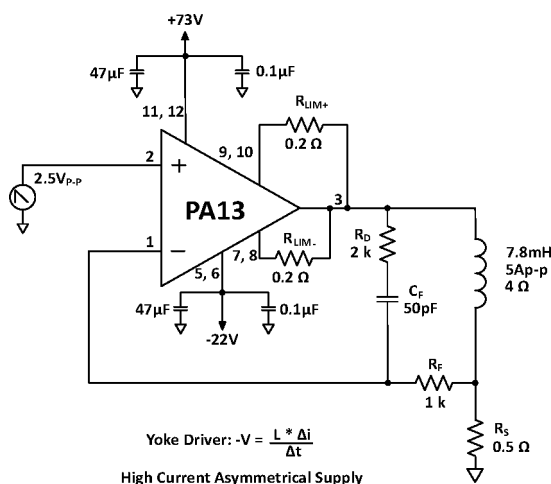 +73V
47µF
0.1µF
11, 12
R_LIM+
0.2 Ω
9, 10
2
+
2.5V_P-P
PA13
3
1
−
R_LIM-
0.2 Ω
7, 8
5, 6
R_D
2 k
7.8mH
5Ap-p
4 Ω
C_F
50pF
47µF
0.1µF
-22V
R_F
1 k
R_S
0.5 Ω
Yoke Driver: -V = L * Δi / Δt
High Current Asymmetrical Supply